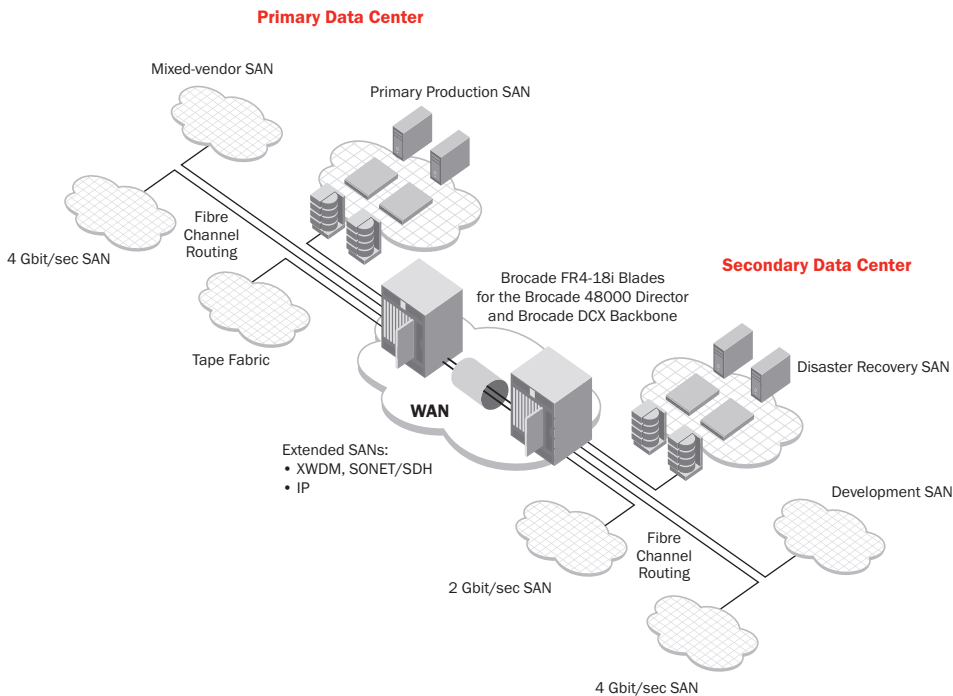 Primary Data Center
Mixed-vendor SAN
Primary Production SAN
4 Gbit/sec SAN
Fibre
Channel
Routing
Tape Fabric
Brocade FR4-18i Blades
for the Brocade 48000 Director
and Brocade DCX Backbone
Secondary Data Center
Disaster Recovery SAN
WAN
Extended SANs:
• XWDM, SONET/SDH
• IP
Development SAN
2 Gbit/sec SAN
Fibre
Channel
Routing
4 Gbit/sec SAN